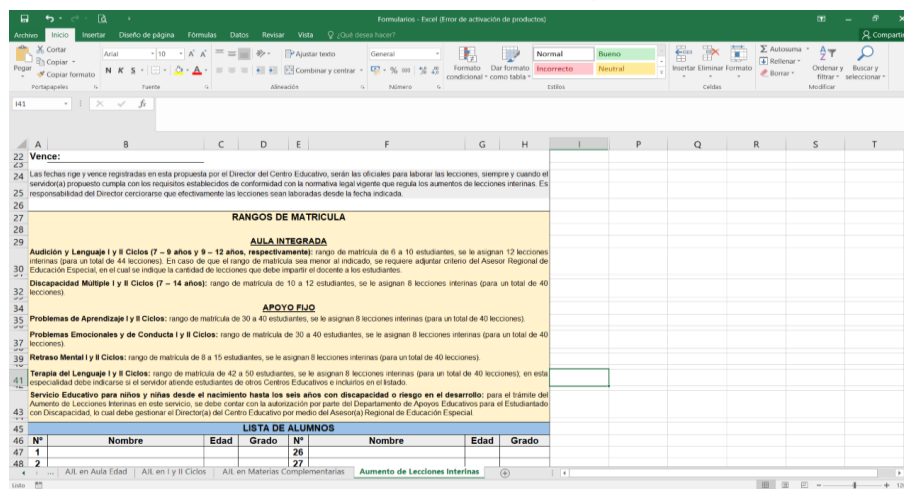 Formularios - Excel (Error de activación de productos)
Archivo Inicio Insertar Diseño de página Fórmulas Datos Revisar Vista ¿Qué desea hacer? Compartir
Cortar
Copiar
Copiar formato
Pegar
Portapapeles
Arial 10
N K S
Fuente
Ajustar texto
Combinar y centrar
Alineación
General
% 000
Número
Formato condicional Dar formato como tabla
Normal Bueno
Incorrecto Neutral
Estilos
Insertar Eliminar Formato
Celdas
Autosuma
Rellenar
Borrar
Ordenar y filtrar Buscar y seleccionar
Modificar
I41 fx
A B C D E F G H I P Q R S T
22 Vence:
23
24 Las fechas rige y vence registradas en esta propuesta por el Director del Centro Educativo, serán las oficiales para laborar las lecciones, siempre y cuando el
servidor(a) propuesto cumpla con los requisitos establecidos de conformidad con la normativa legal vigente que regula los aumentos de lecciones internas. Es
25 responsabilidad del Director cerciorarse que efectivamente las lecciones sean laboradas desde la fecha indicada.
26
27 RANGOS DE MATRICULA
28
29 AULA INTEGRADA
Audición y Lenguaje I y II Ciclos (7 – 9 años y 9 – 12 años, respectivamente): rango de matrícula de 6 a 10 estudiantes, se le asignan 12 lecciones
interinas (para un total de 44 lecciones). En caso de que el rango de matrícula sea menor al indicado, se requiere adjuntar criterio del Asesor Regional de
30 Educación Especial, en el cual se indique la cantidad de lecciones que debe impartir el docente a los estudiantes.
31
Discapacidad Múltiple I y II Ciclos (7 – 14 años): rango de matrícula de 10 a 12 estudiantes, se le asignan 8 lecciones interinas (para un total de 40
32 lecciones).
34 APOYO FIJO
35 Problemas de Aprendizaje I y II Ciclos: rango de matrícula de 30 a 40 estudiantes, se le asignan 8 lecciones interinas (para un total de 40 lecciones).
Problemas Emocionales y de Conducta I y II Ciclos: rango de matrícula de 30 a 40 estudiantes, se le asignan 8 lecciones interinas (para un total de 40
37 lecciones).
39 Retraso Mental I y II Ciclos: rango de matrícula de 8 a 15 estudiantes, se le asignan 8 lecciones interinas (para un total de 40 lecciones).
Terapia del Lenguaje I y II Ciclos: rango de matrícula de 42 a 50 estudiantes, se le asignan 8 lecciones interinas (para un total de 40 lecciones); en esta
41 especialidad debe indicarse si el servidor atiende estudiantes de otros Centros Educativos e incluirlos en el listado.
Servicio Educativo para niños y niñas desde el nacimiento hasta los seis años con discapacidad o riesgo en el desarrollo: para el trámite del
Aumento de Lecciones Interinas en este servicio, se debe contar con la autorización por parte del Departamento de Apoyos Educativos para el Estudiantado
43 con Discapacidad, lo cual debe gestionar el Director(a) del Centro Educativo por medio del Asesor(a) Regional de Educación Especial.
45 LISTA DE ALUMNOS
46 Nº Nombre Edad Grado Nº Nombre Edad Grado
47 1 26
48 2 27
... AJL en Aula Edad AJL en I y II Ciclos AJL en Materias Complementarias Aumento de Lecciones Interinas
Listo